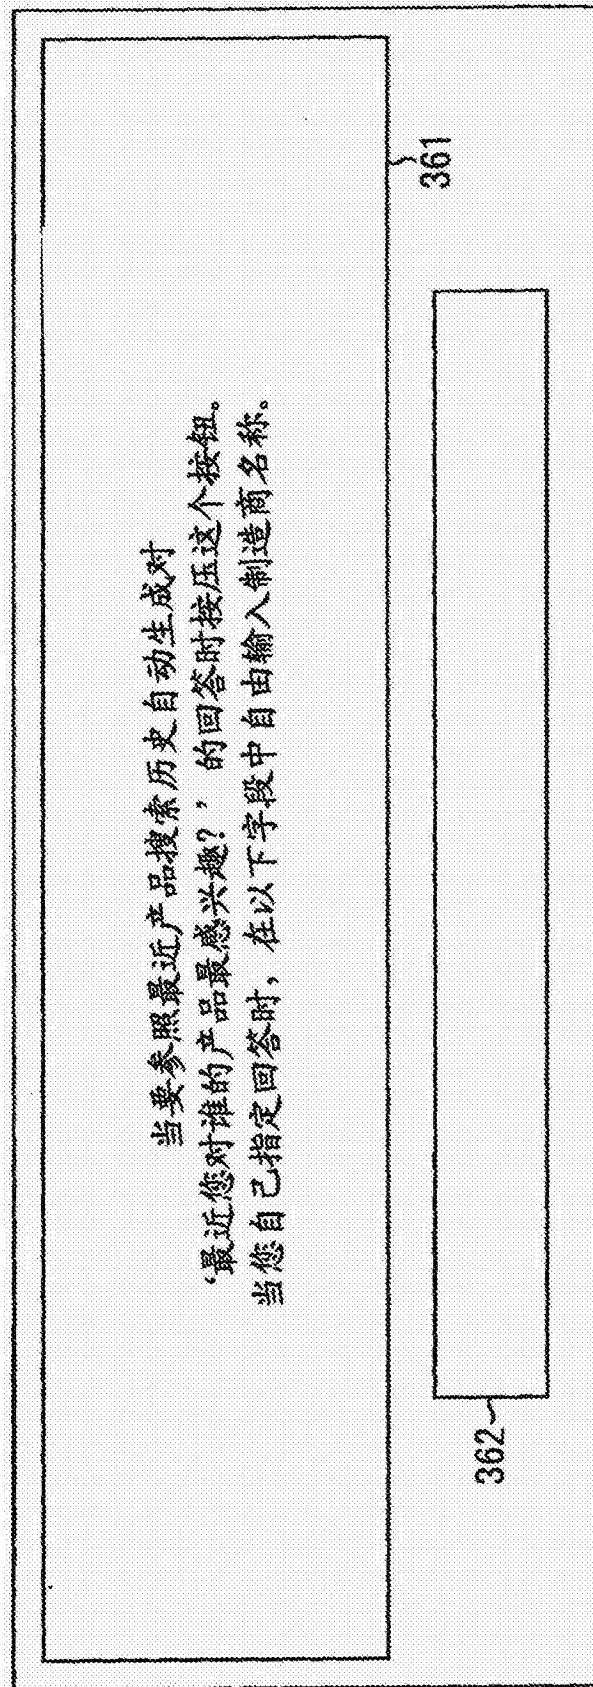 当要参照最近产品搜索历史自动生成对
‘最近您对谁的产品最感兴趣？’的回答时按压这个按钮。
当您自己指定回答时，在以下字段中自由输入制造商名称。
361
362